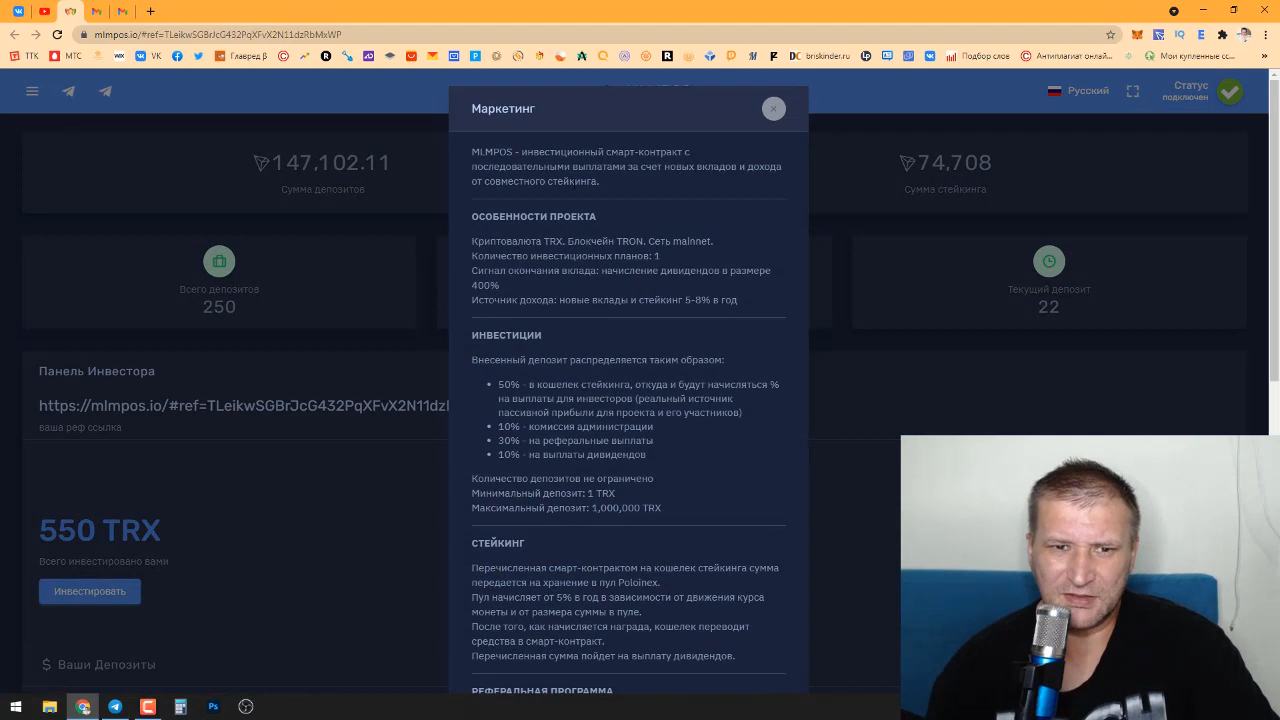 mlmpos.io/?ref=TLeikwSGBrJcG432PqXFvX2N11dzRbMxWP
ТТК
МТС
VK
Гаврев
briskinder.ru
Антиплагиат
Русский
Статус
подключен
Маркетинг
147,102.11
Сумма депозитов
74,708
Сумма стейкинга
MLMPOS - инвестиционный смарт-контракт с
последовательными выплатами за счет новых вкладов и дохода
от совместного стейкинга.
ОСОБЕННОСТИ ПРОЕКТА
Криптовалюта TRX. Блокчейн TRON. Сеть mainnet.
Количество инвестиционных планов: 1
Сигнал окончания вклада: начисление дивидендов в размере
400%
Источник дохода: новые вклады и стейкинг 5-8% в год
Всего депозитов
250
Текущий депозит
22
ИНВЕСТИЦИИ
Внесенный депозит распределяется таким образом:
• 50% - в кошелек стейкинга, откуда и будут начисляться %
на выплаты для инвесторов (реальный источник
пассивной прибыли для проекта и его участников)
• 10% - комиссия администрации
• 30% - на реферальные выплаты
• 10% - на выплаты дивидендов
Количество депозитов не ограничено
Минимальный депозит: 1 TRX
Максимальный депозит: 1,000,000 TRX
Панель Инвестора
https://mlmpos.io/#ref=TLeikwSGBrJcG432PqXFvX2N11dz
ваша реф ссылка
550 TRX
Всего инвестировано вами
Инвестировать
$ Ваши Депозиты
СТЕЙКИНГ
Перечисленная смарт-контрактом на кошелек стейкинга сумма
передается на хранение в пул Poloinex.
Пул начисляет от 5% в год в зависимости от движения курса
монеты и от размера суммы в пуле.
После того, как начисляется награда, кошелек переводит
средства в смарт-контракт.
Перечисленная сумма пойдет на выплату дивидендов.
РЕФЕРАЛЬНАЯ ПРОГРАММА